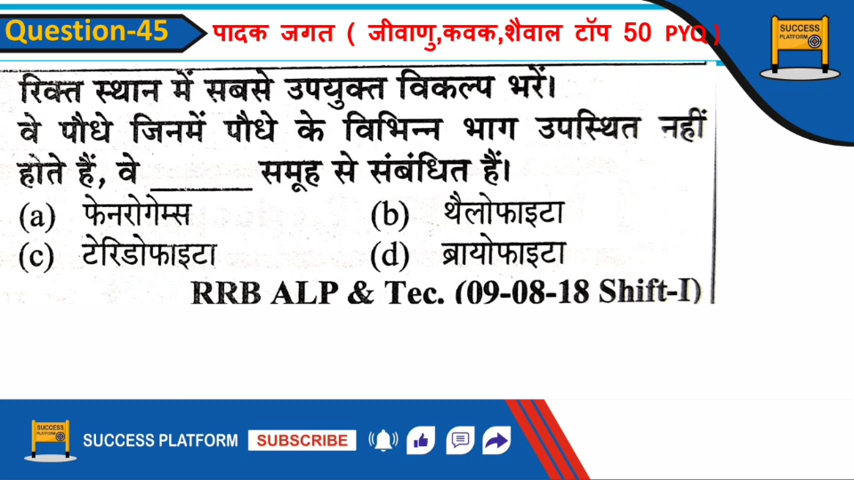 Question-45
पादक जगत ( जीवाणु,कवक,शैवाल टॉप 50 PYQ )
SUCCESS
PLATFORM
रिक्त स्थान में सबसे उपयुक्त विकल्प भरें।
वे पौधे जिनमें पौधे के विभिन्न भाग उपस्थित नहीं
होते हैं, वे ______ समूह से संबंधित हैं।
(a) फेनरोगेम्स (b) थैलोफाइटा
(c) टेरिडोफाइटा (d) ब्रायोफाइटा
RRB ALP & Tec. (09-08-18 Shift-I)
SUCCESS
PLATFORM
SUCCESS PLATFORM SUBSCRIBE